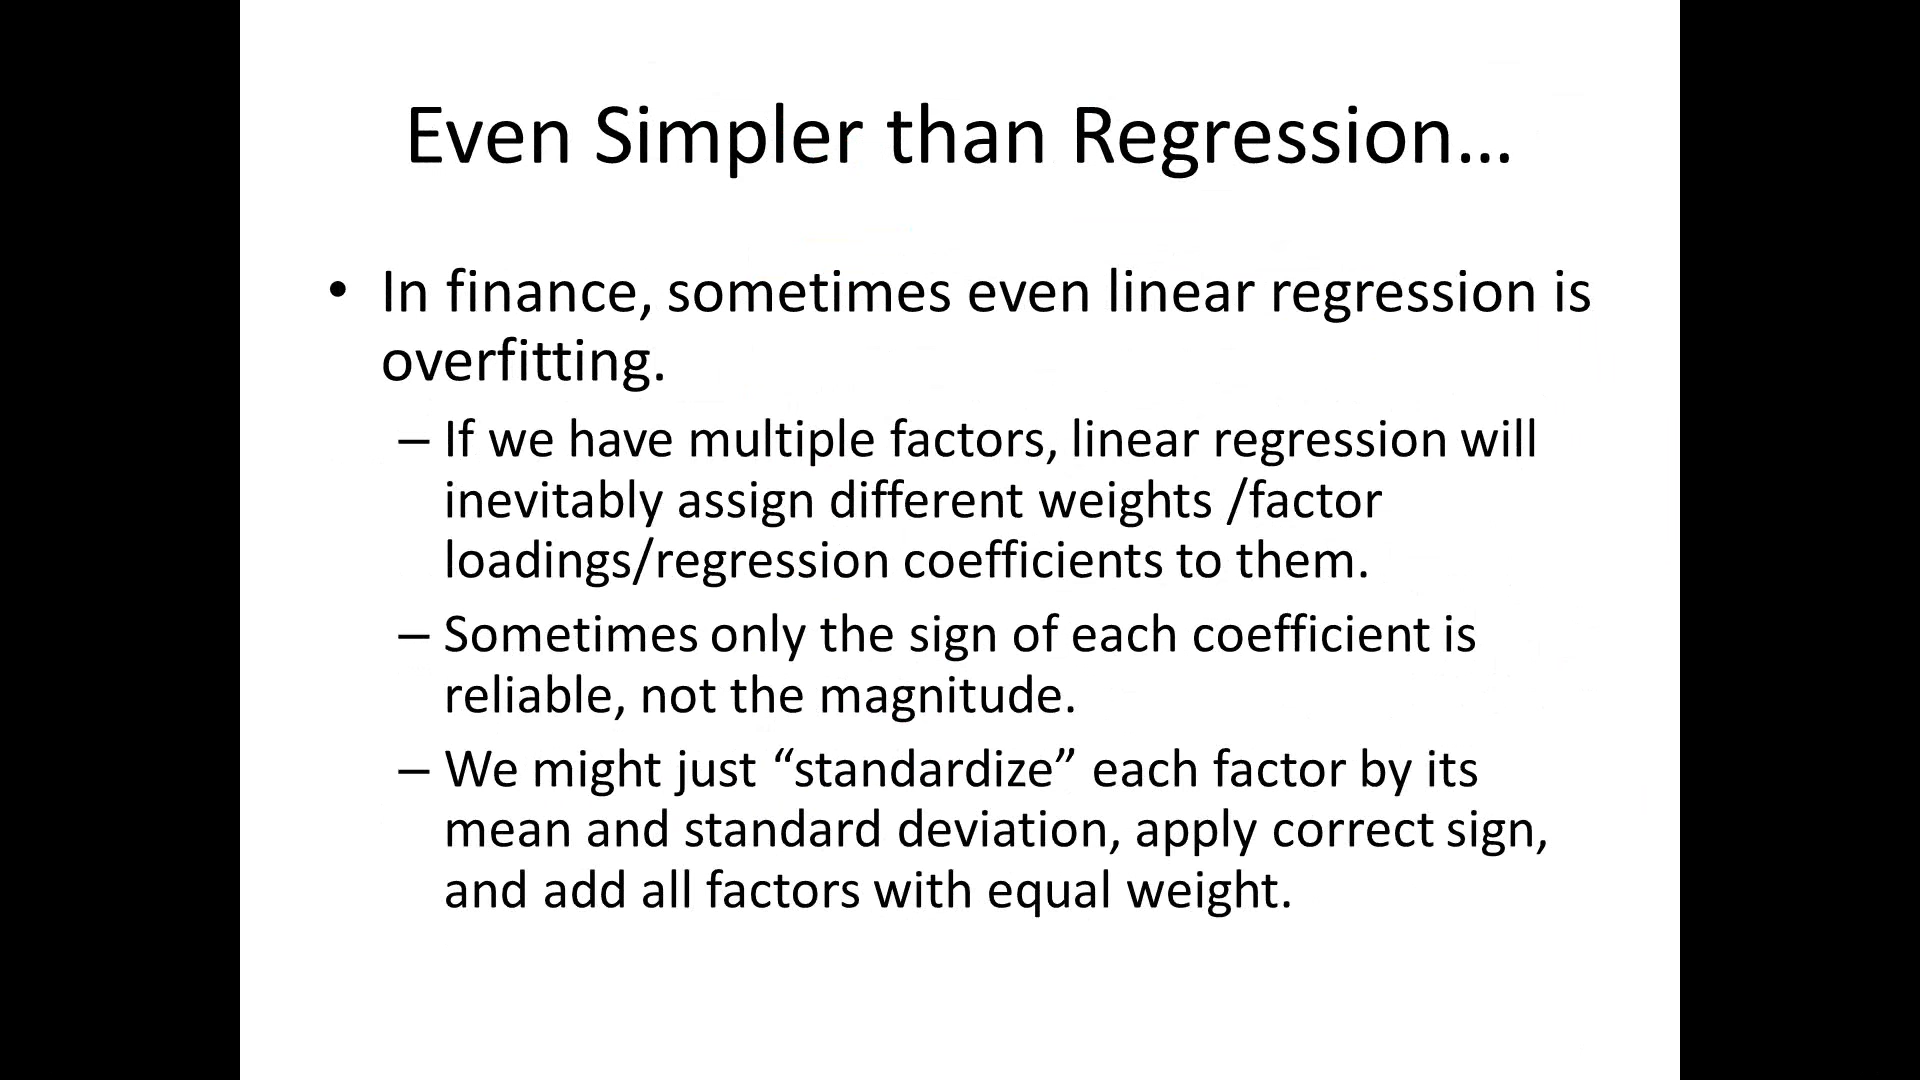 Even Simpler than Regression…
• In finance, sometimes even linear regression is
overfitting.
– If we have multiple factors, linear regression will
inevitably assign different weights /factor
loadings/regression coefficients to them.
– Sometimes only the sign of each coefficient is
reliable, not the magnitude.
– We might just “standardize” each factor by its
mean and standard deviation, apply correct sign,
and add all factors with equal weight.